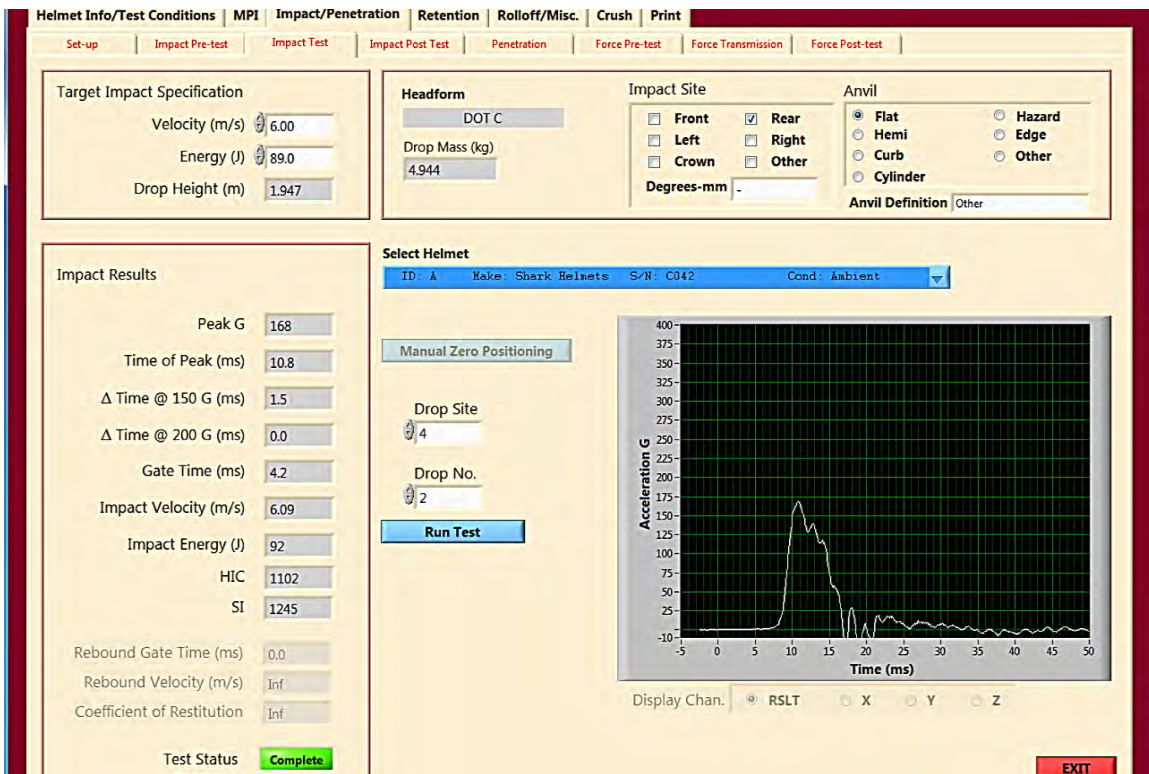 Helmet Info/Test Conditions MPI Impact/Penetration Retention Rolloff/Misc. Crush Print
Set-up Impact Pre-test Impact Test Impact Post Test Penetration Force Pre-test Force Transmission Force Post-test
Target Impact Specification
Velocity (m/s) 6.00
Energy (J) 89.0
Drop Height (m) 1.947
Headform
DOT C
Drop Mass (kg)
4.944
Impact Site
Front Rear
Left Right
Crown Other
Degrees-mm -
Anvil
Flat Hazard
Hemi Edge
Curb Other
Cylinder
Anvil Definition Other
Impact Results
Peak G 168
Time of Peak (ms) 10.8
Δ Time @ 150 G (ms) 1.5
Δ Time @ 200 G (ms) 0.0
Gate Time (ms) 4.2
Impact Velocity (m/s) 6.09
Impact Energy (J) 92
HIC 1102
SI 1245
Rebound Gate Time (ms) 0.0
Rebound Velocity (m/s) Inf
Coefficient of Restitution Inf
Test Status Complete
Select Helmet
ID: A Make: Shark Helmets S/N: C042 Cond: Ambient
Manual Zero Positioning
Drop Site
4
Drop No.
2
Run Test
Acceleration G
400
375
350
325
300
275
250
225
200
175
150
125
100
75
50
25
-10
-5 0 5 10 15 20 25 30 35 40 45 50
Time (ms)
Display Chan. RSLT X Y Z
EXIT